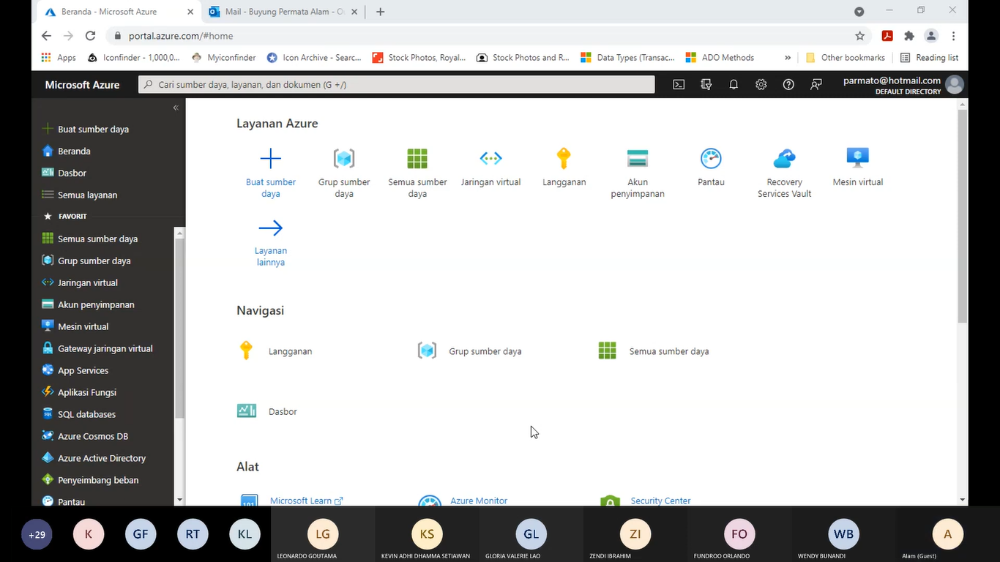 Beranda - Microsoft Azure
Mail - Buyung Permata Alam - O
portal.azure.com/#home
Apps
Iconfinder - 1,000,0...
Myiconfinder
Icon Archive - Searc...
Stock Photos, Royal...
Stock Photos and R...
Data Types (Transac...
ADO Methods
»
Other bookmarks
Reading list
Microsoft Azure
Cari sumber daya, layanan, dan dokumen (G +/)
parmato@hotmail.com
DEFAULT DIRECTORY
Buat sumber daya
Beranda
Dasbor
Semua layanan
FAVORIT
Semua sumber daya
Grup sumber daya
Jaringan virtual
Akun penyimpanan
Mesin virtual
Gateway jaringan virtual
App Services
Aplikasi Fungsi
SQL databases
Azure Cosmos DB
Azure Active Directory
Penyeimbang beban
Pantau
Layanan Azure
Buat sumber
daya
Grup sumber
daya
Semua sumber
daya
Jaringan virtual
Langganan
Akun
penyimpanan
Pantau
Recovery
Services Vault
Mesin virtual
Layanan
lainnya
Navigasi
Langganan
Grup sumber daya
Semua sumber daya
Dasbor
Alat
Microsoft Learn
Azure Monitor
Security Center
+29
K
GF
RT
KL
LG
LEONARDO GOUTAMA
KS
KEVIN ADHI DHAMMA SETIAWAN
GL
GLORIA VALERIE LAO
ZI
ZENDI IBRAHIM
FO
FUNDROO ORLANDO
WB
WENDY BUNANDI
A
Alam (Guest)